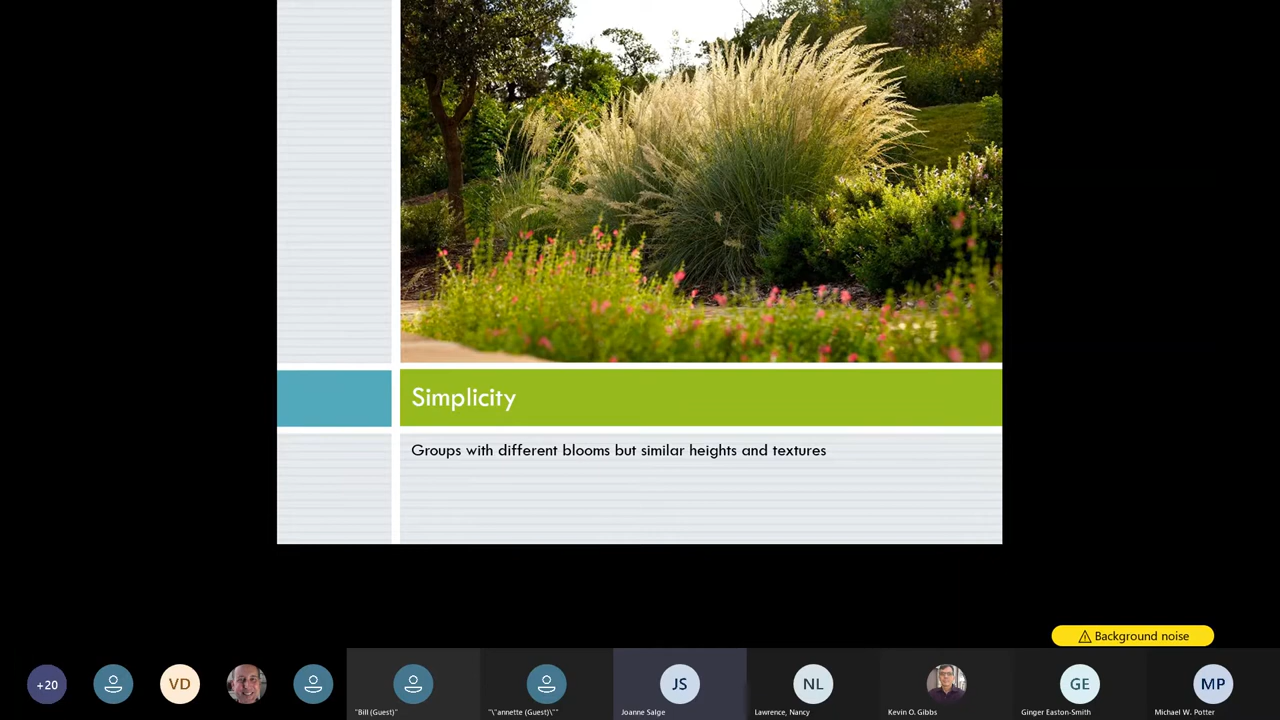 Simplicity
Groups with different blooms but similar heights and textures
Background noise
+20
VD
JS
NL
GE
MP
"Bill (Guest)"
"\"annette (Guest)\""
Joanne Salge
Lawrence, Nancy
Kevin O. Gibbs
Ginger Easton-Smith
Michael W. Potter